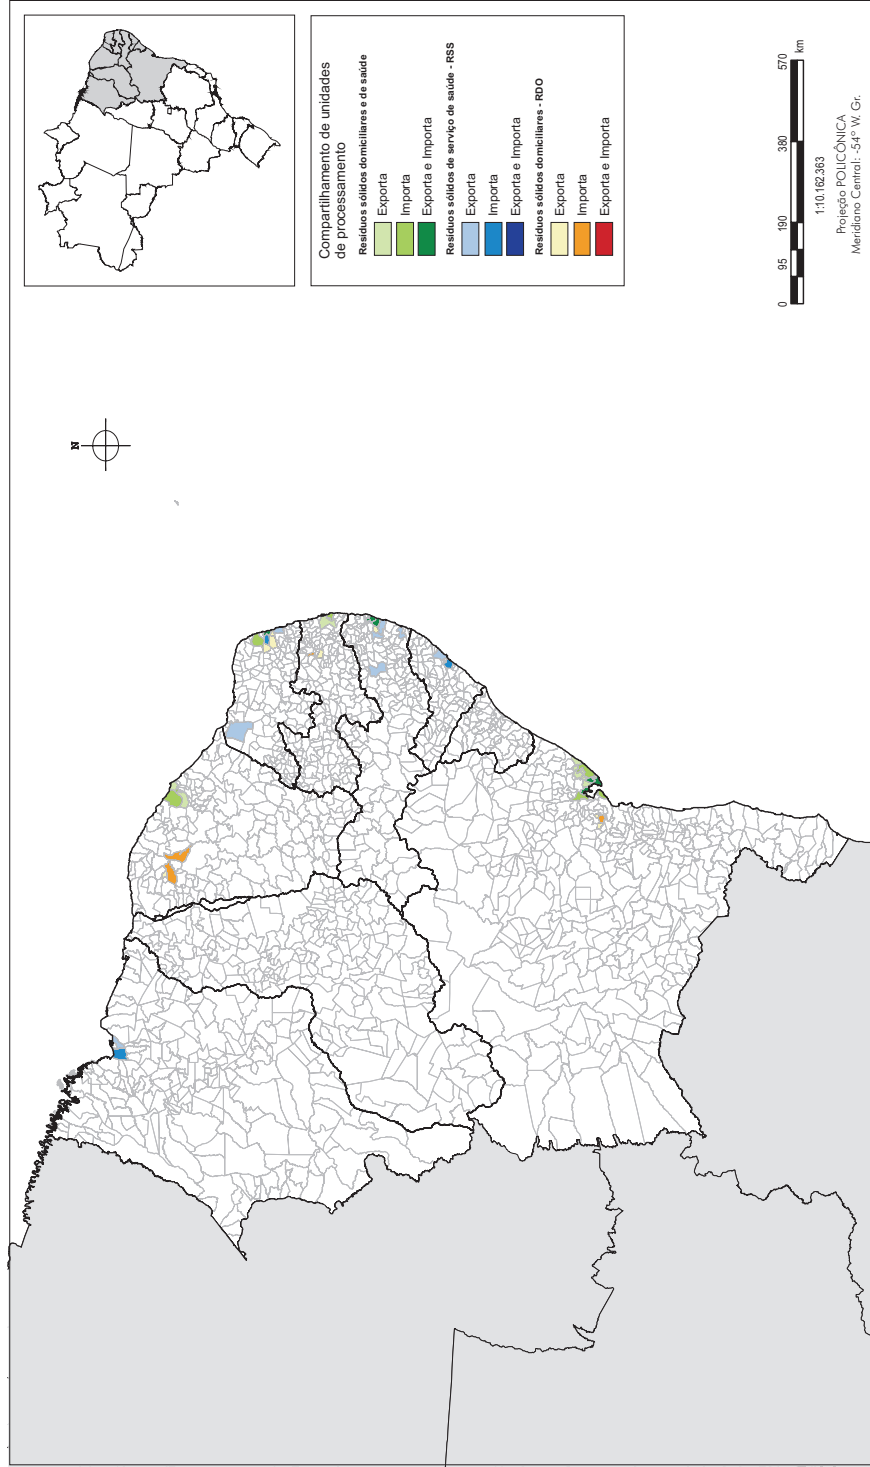 N
Compartilhamento de unidades
de processamento
Resíduos sólidos domiciliares e de saúde
Exporta
Importa
Exporta e Importa
Resíduos sólidos de serviço de saúde - RSS
Exporta
Importa
Exporta e Importa
Resíduos sólidos domiciliares - RDO
Exporta
Importa
Exporta e Importa
0 95 190 380 570
km
1:10.162.363
Projeção POLICÔNICA
Meridiano Central: -54° W. Gr.